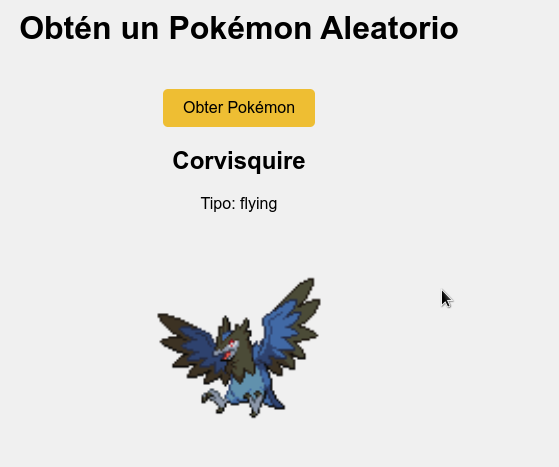 Obtén un Pokémon Aleatorio
Obter Pokémon
Corvisquire
Tipo: flying